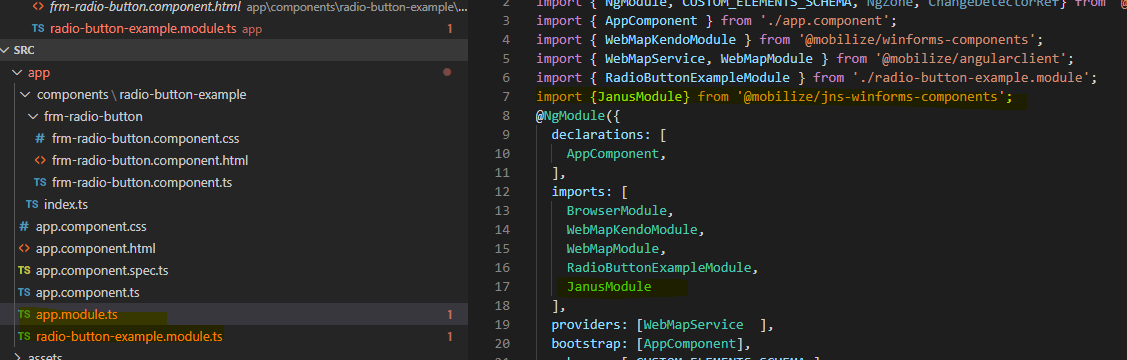 frm-radio-button.component.html app\components\radio-button-example\...
TS radio-button-example.module.ts app 1
SRC
app
components \ radio-button-example
frm-radio-button
# frm-radio-button.component.css
<> frm-radio-button.component.html
TS frm-radio-button.component.ts
TS index.ts
# app.component.css
<> app.component.html
TS app.component.spec.ts
TS app.component.ts
TS app.module.ts 1
TS radio-button-example.module.ts 1
assets
2 import { NgModule, CUSTOM_ELEMENTS_SCHEMA, NgZone, ChangeDetectorRef} from
3 import { AppComponent } from './app.component';
4 import { WebMapKendoModule } from '@mobilize/winforms-components';
5 import { WebMapService, WebMapModule } from '@mobilize/angularclient';
6 import { RadioButtonExampleModule } from './radio-button-example.module';
7 import {JanusModule} from '@mobilize/jns-winforms-components';
8 @NgModule({
9 declarations: [
10 AppComponent,
11 ],
12 imports: [
13 BrowserModule,
14 WebMapKendoModule,
15 WebMapModule,
16 RadioButtonExampleModule,
17 JanusModule
18 ],
19 providers: [WebMapService ],
20 bootstrap: [AppComponent],